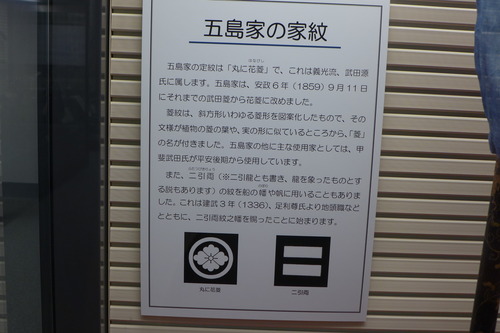 五島家の家紋
五島家の定紋は「丸に花菱」で、これは義光流、武田源
氏に属します。五島家は、安政6年（1859）9月11日
にそれまでの武田菱から花菱に改めました。
菱紋は、斜方形いわゆる菱形を図案化したもので、その
文様が植物の菱の葉や、実の形に似ているところから、「菱」
の名が付きました。五島家の他に主な使用家としては、甲
斐武田氏が平安後期から使用しています。
また、二引両（※二引龍とも書き、龍を象ったものとす
る説もあります）の紋を船の幡や帆に用いることもありま
した。これは建武3年（1336）、足利尊氏より地頭職など
とともに、二引両紋之幡を賜ったことに始まります。
丸に花菱
二引両